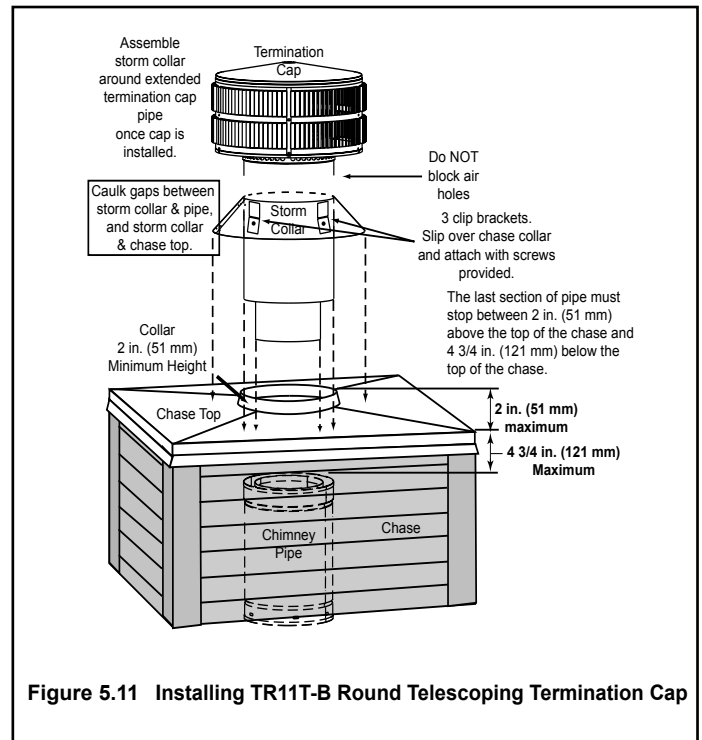 Assemble
storm collar
around extended
termination cap
pipe
once cap is
installed.
Termination
Cap
Do NOT
block air
holes
Caulk gaps between
storm collar & pipe,
and storm collar
& chase top.
Storm
Collar
3 clip brackets.
Slip over chase collar
and attach with screws
provided.
The last section of pipe must
stop between 2 in. (51 mm)
above the top of the chase and
4 3/4 in. (121 mm) below the
top of the chase.
Collar
2 in. (51 mm)
Minimum Height
Chase Top
2 in. (51 mm)
maximum
4 3/4 in. (121 mm)
Maximum
Chimney
Pipe
Chase
Figure 5.11 Installing TR11T-B Round Telescoping Termination Cap